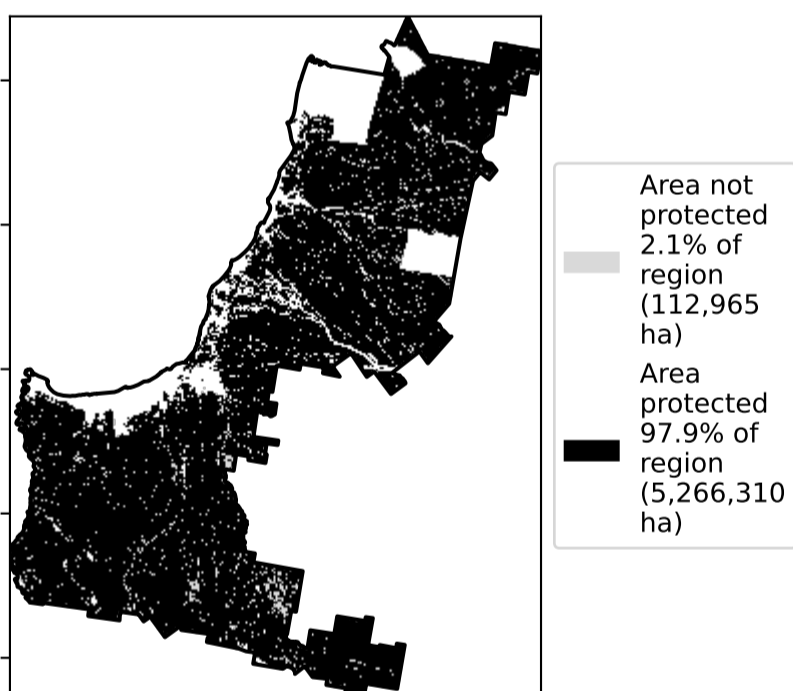 Area not
protected
2.1% of
region
(112,965
ha)
Area
protected
97.9% of
region
(5,266,310
ha)